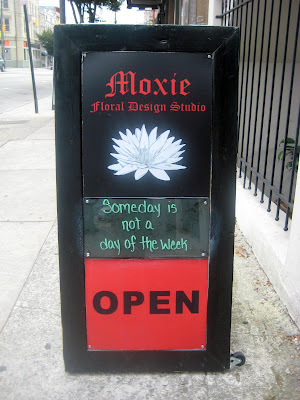 Moxie
Floral Design Studio
Someday is
not a
day of the week
OPEN